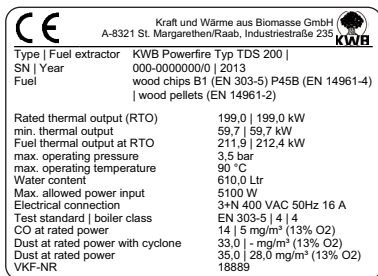 CE
Kraft und Wärme aus Biomasse GmbH
A-8321 St. Margarethen/Raab, Industriestraße 235
KWB
Type | Fuel extractor KWB Powerfire Typ TDS 200 |
SN | Year 000-0000000/0 | 2013
Fuel wood chips B1 (EN 303-5) P45B (EN 14961-4)
| wood pellets (EN 14961-2)
Rated thermal output (RTO) 199,0 | 199,0 kW
min. thermal output 59,7 | 59,7 kW
Fuel thermal output at RTO 211,9 | 212,4 kW
max. operating pressure 3,5 bar
max. operating temperature 90 °C
Water content 610,0 Ltr
Max. allowed power input 5100 W
Electrical connection 3+N 400 VAC 50Hz 16 A
Test standard | boiler class EN 303-5 | 4 | 4
CO at rated power 14 | 5 mg/m³ (13% O2)
Dust at rated power with cyclone 33,0 | - mg/m³ (13% O2)
Dust at rated power 35,0 | 28,0 mg/m³ (13% O2)
VKF-NR 18889